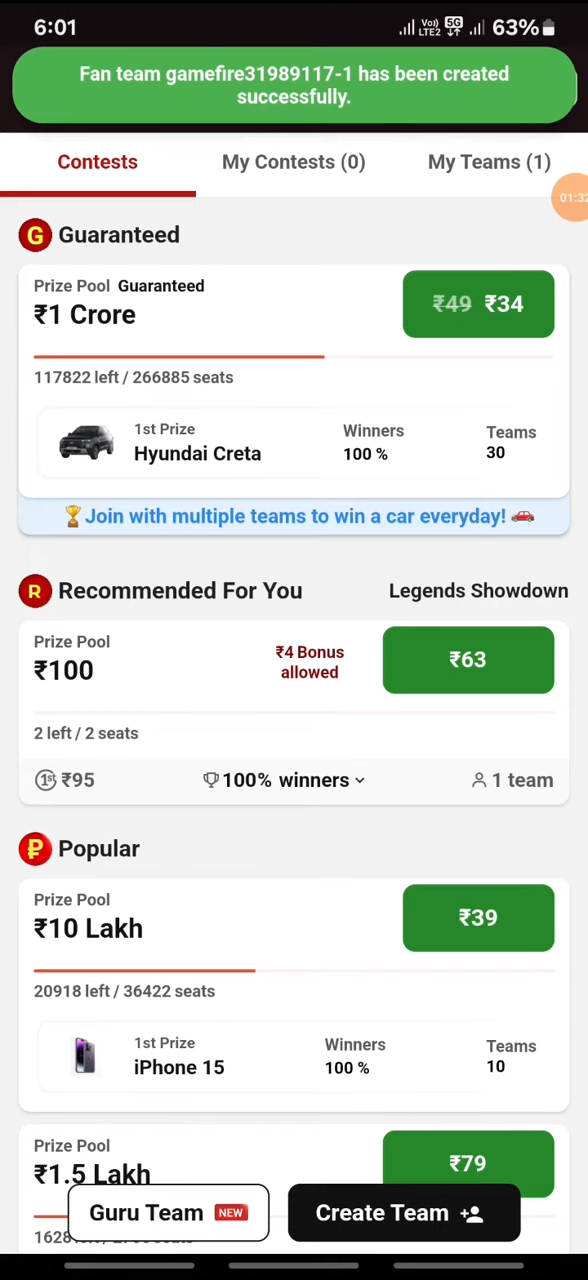 6:01
Vo)
LTE2
5G
63%
Fan team gamefire31989117-1 has been created
successfully.
Contests
My Contests (0)
My Teams (1)
01:32
G Guaranteed
Prize Pool Guaranteed
₹1 Crore
₹49 ₹34
117822 left / 266885 seats
1st Prize
Hyundai Creta
Winners
100 %
Teams
30
🏆Join with multiple teams to win a car everyday! 🚗
R Recommended For You
Legends Showdown
Prize Pool
₹100
₹4 Bonus
allowed
₹63
2 left / 2 seats
1st ₹95
100% winners
1 team
₽ Popular
Prize Pool
₹10 Lakh
₹39
20918 left / 36422 seats
1st Prize
iPhone 15
Winners
100 %
Teams
10
Prize Pool
₹1.5 Lakh
₹79
Guru Team NEW
Create Team